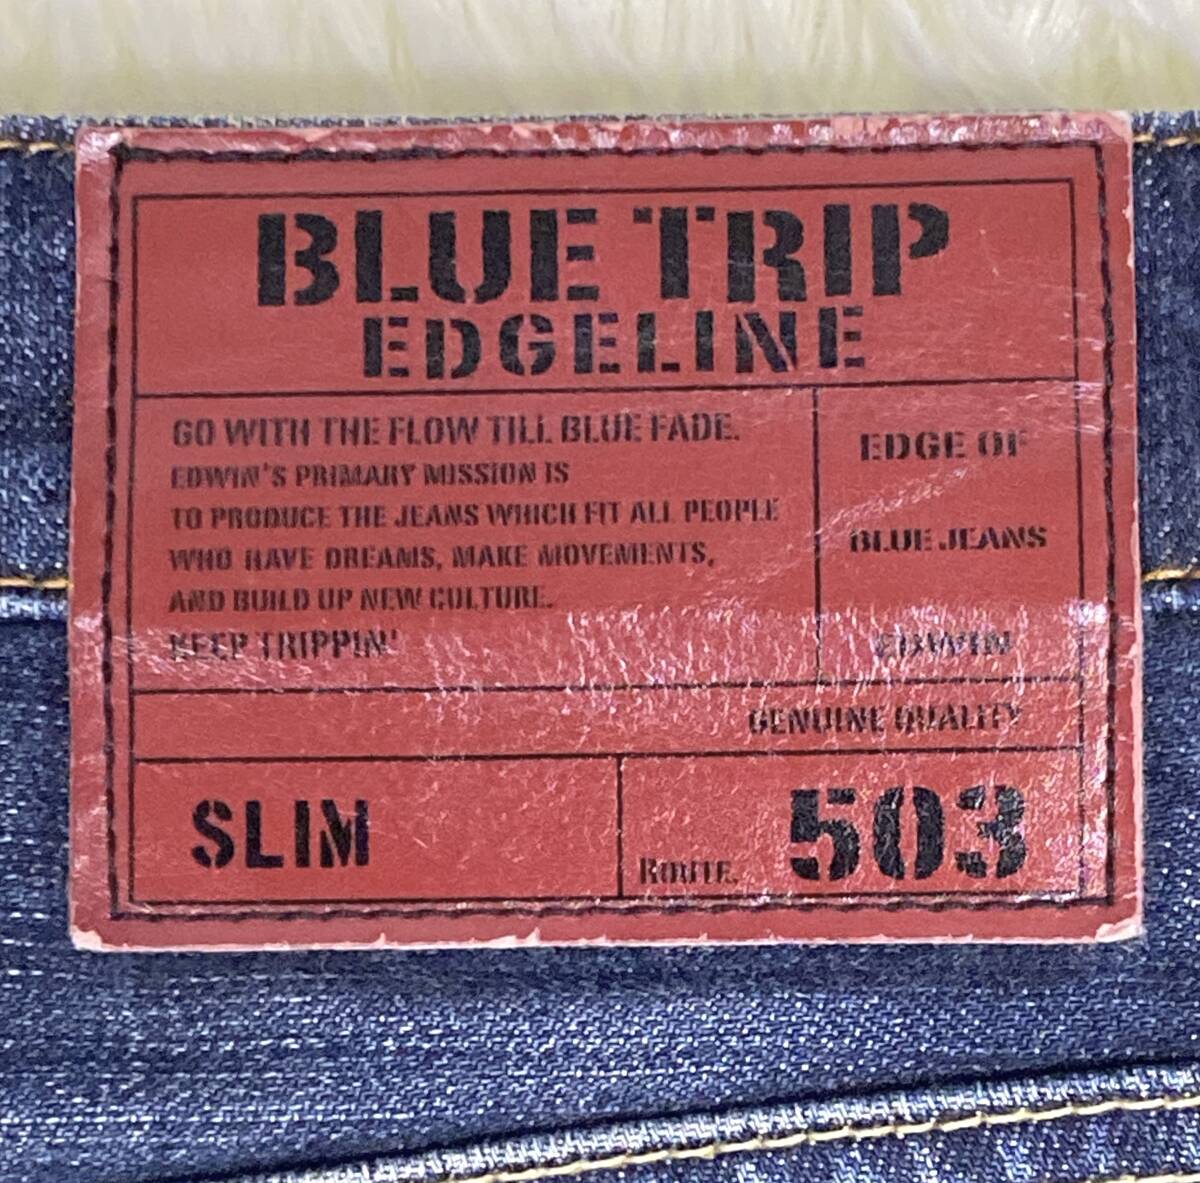 BLUE TRIP
EDGELINE
GO WITH THE FLOW TILL BLUE FADE.
EDWIN'S PRIMARY MISSION IS
TO PRODUCE THE JEANS WHICH FIT ALL PEOPLE
WHO HAVE DREAMS, MAKE MOVEMENTS,
AND BUILD UP NEW CULTURE.
KEEP TRIPPIN'
EDGE OF
BLUE JEANS
EDWIN
GENUINE QUALITY
SLIM
ROUTE.
503